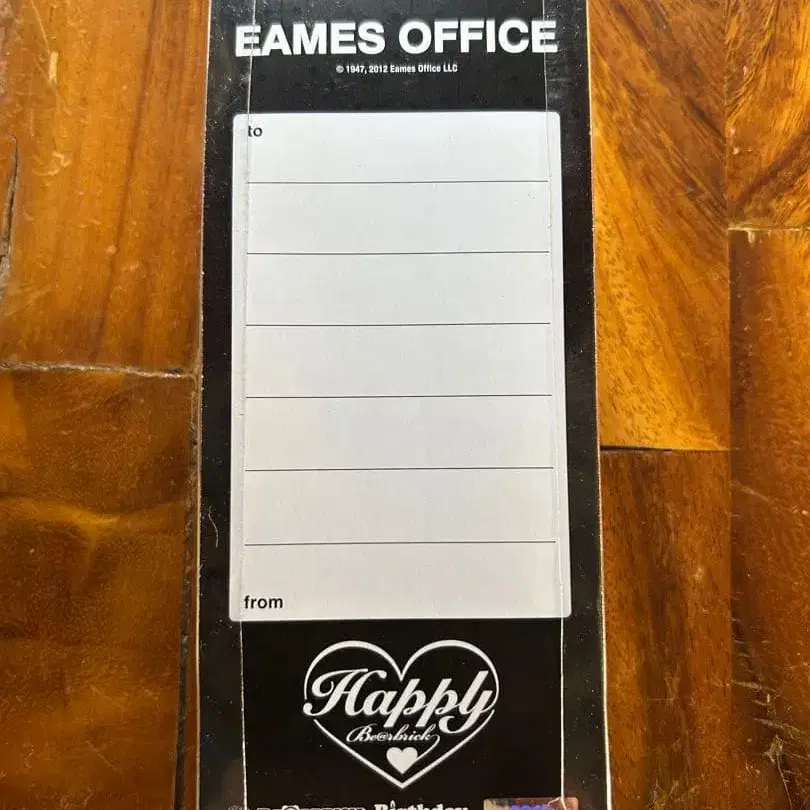 EAMES OFFICE
© 1947, 2012 Eames Office LLC
to
from
Happy
Be@rbrick
Birthday